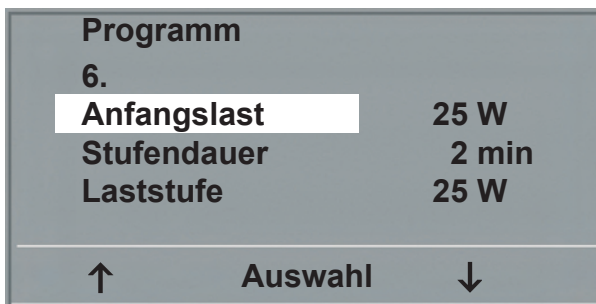 Programm
6.
Anfangslast 25 W
Stufendauer 2 min
Laststufe 25 W
↑ Auswahl ↓